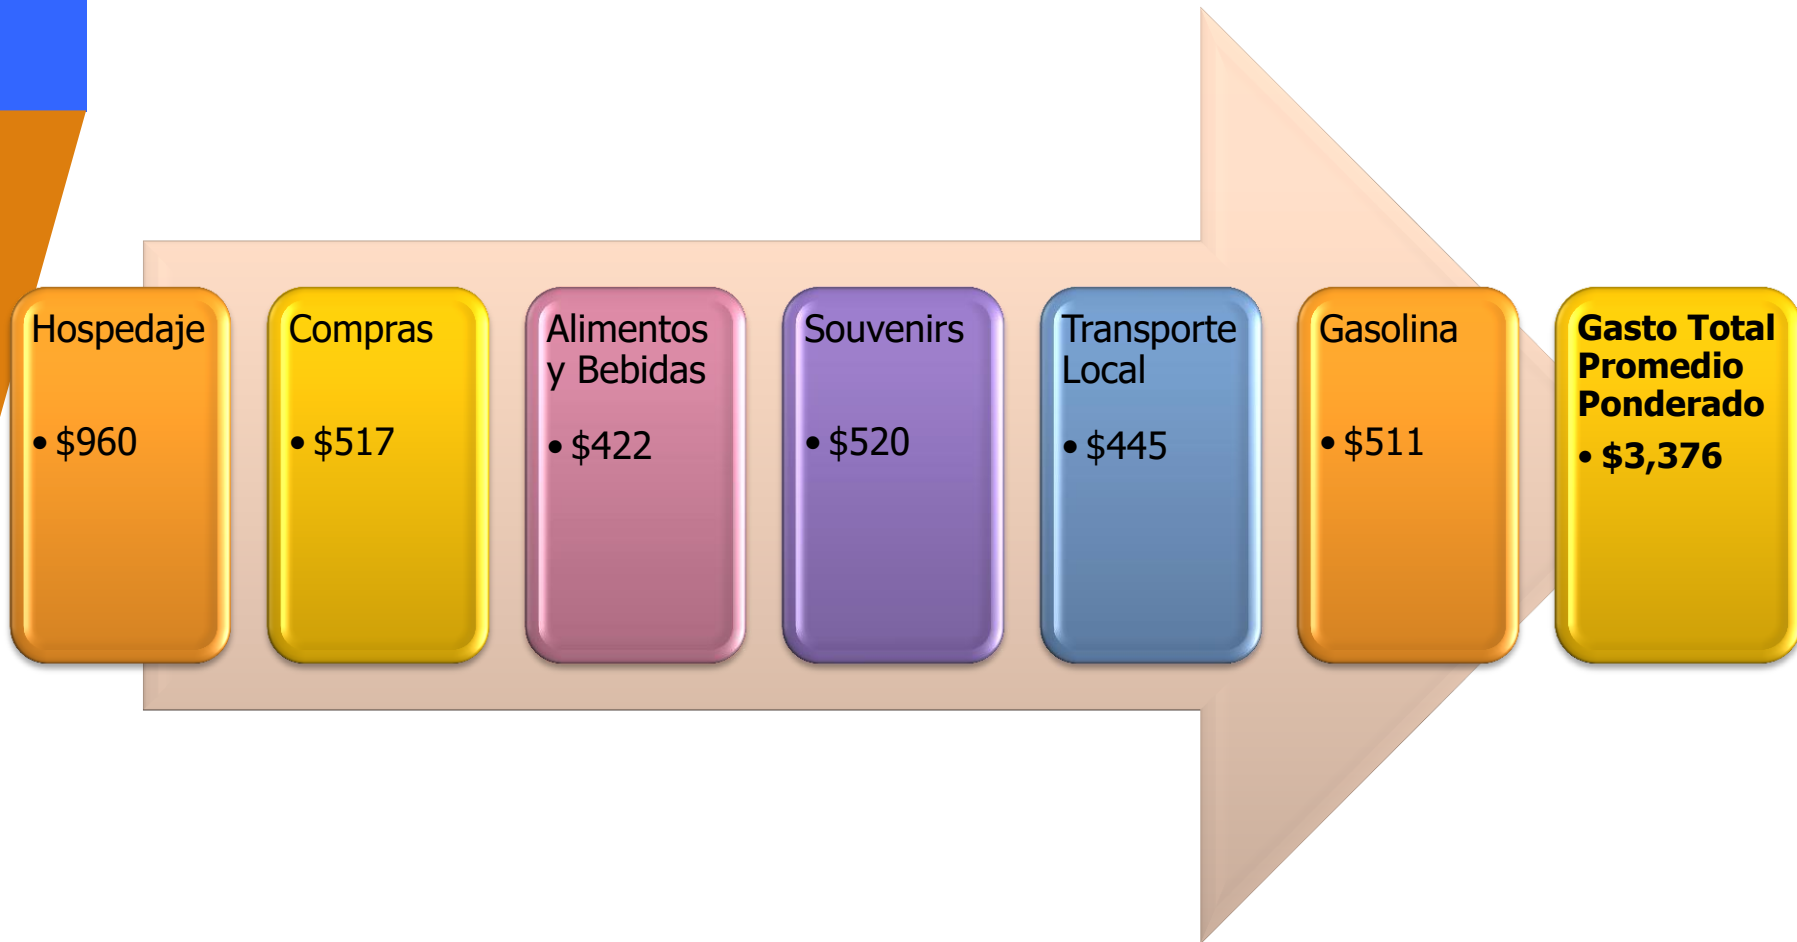 Hospedaje
• $960
Compras
• $517
Alimentos
y Bebidas
• $422
Souvenirs
• $520
Transporte
Local
• $445
Gasolina
• $511
Gasto Total
Promedio
Ponderado
• $3,376